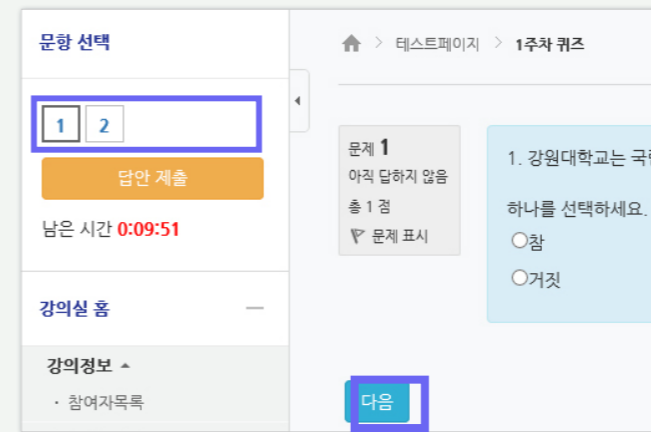 문항 선택
1 2
답안 제출
남은 시간 0:09:51
강의실 홈
강의정보
· 참여자목록
테스트페이지 > 1주차 퀴즈
문제 1
아직 답하지 않음
총 1 점
문제 표시
1. 강원대학교는
하나를 선택하세요.
참
거짓
다음